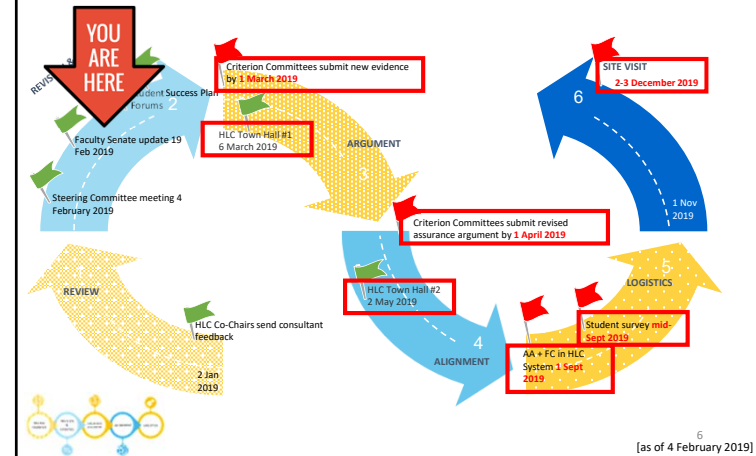 YOU
ARE
HERE
REVIS
&
dent Success Plan
Forums
2
Faculty Senate update 19
Feb 2019
Steering Committee meeting 4
February 2019
REVIEW
HLC Co-Chairs send consultant
feedback
2 Jan
2019
Criterion Committees submit new evidence
by 1 March 2019
HLC Town Hall #1
6 March 2019
ARGUMENT
3
Criterion Committees submit revised
assurance argument by 1 April 2019
HLC Town Hall #2
2 May 2019
4
ALIGNMENT
AA + FC in HLC
System 1 Sept
2019
Student survey mid-
Sept 2019
5
LOGISTICS
1 Nov
2019
6
SITE VISIT
2-3 December 2019
6
[as of 4 February 2019]